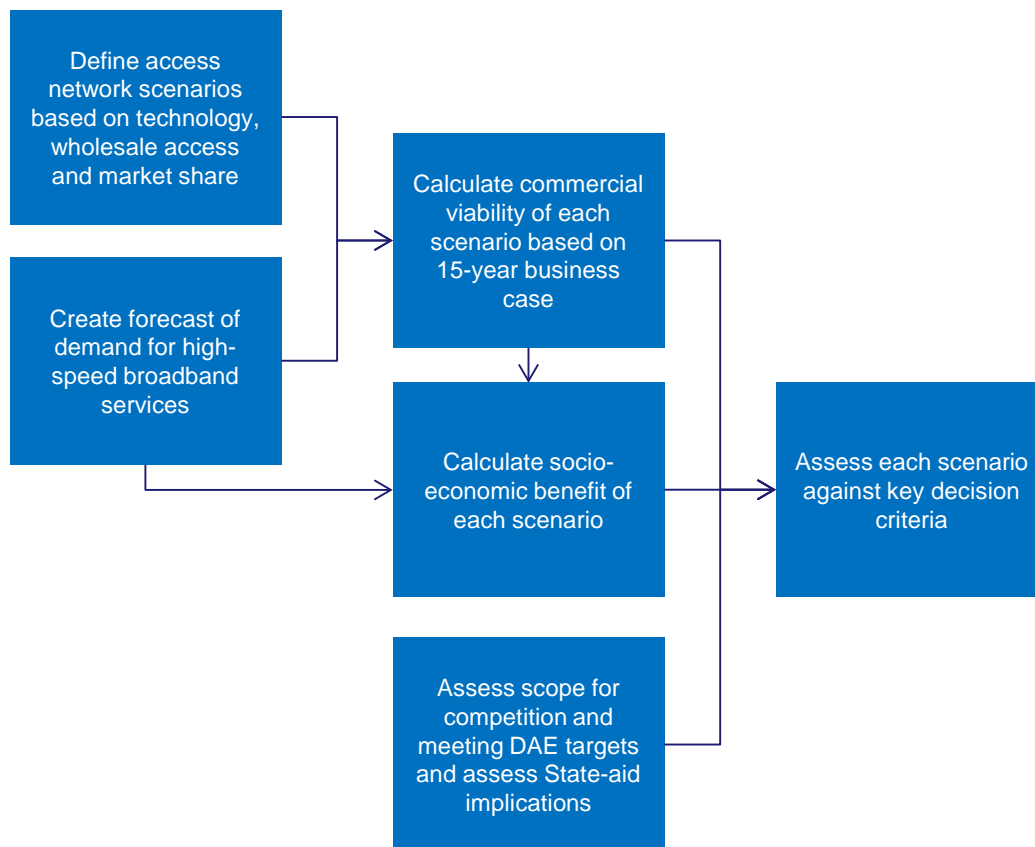 Define access
network scenarios
based on technology,
wholesale access
and market share
Create forecast of
demand for high-
speed broadband
services
Calculate commercial
viability of each
scenario based on
15-year business
case
Calculate socio-
economic benefit of
each scenario
Assess scope for
competition and
meeting DAE targets
and assess State-aid
implications
Assess each scenario
against key decision
criteria